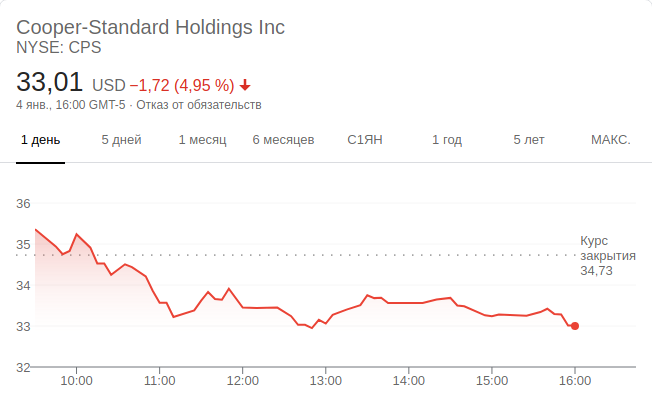 Cooper-Standard Holdings Inc
NYSE: CPS
33,01 USD −1,72 (4,95 %)
4 янв., 16:00 GMT-5 · Отказ от обязательств
1 день 5 дней 1 месяц 6 месяцев С1ЯН 1 год 5 лет МАКС.
36
35
34
33
32
Курс
закрытия
34,73
10:00 11:00 12:00 13:00 14:00 15:00 16:00